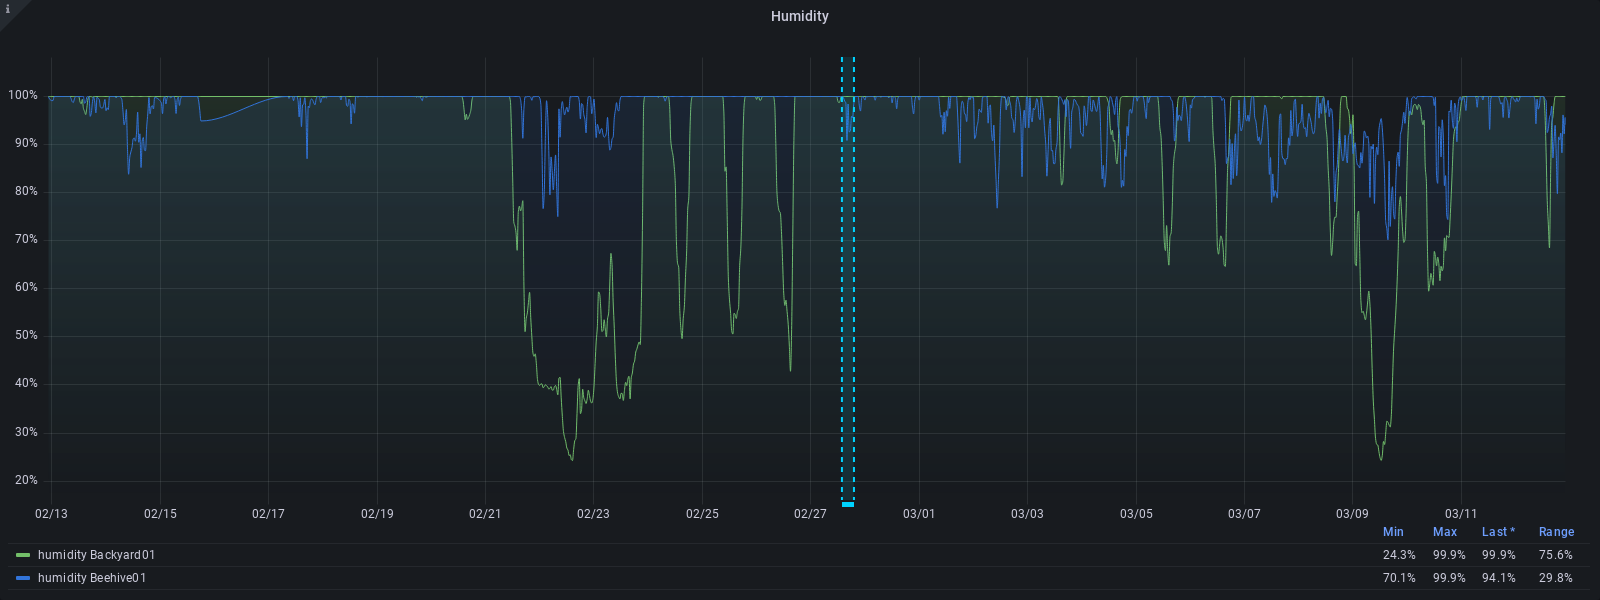 i
Humidity
100%
90%
80%
70%
60%
50%
40%
30%
20%
02/13 02/15 02/17 02/19 02/21 02/23 02/25 02/27 03/01 03/03 03/05 03/07 03/09 03/11
Min Max Last * Range
humidity Backyard01 24.3% 99.9% 99.9% 75.6%
humidity Beehive01 70.1% 99.9% 94.1% 29.8%